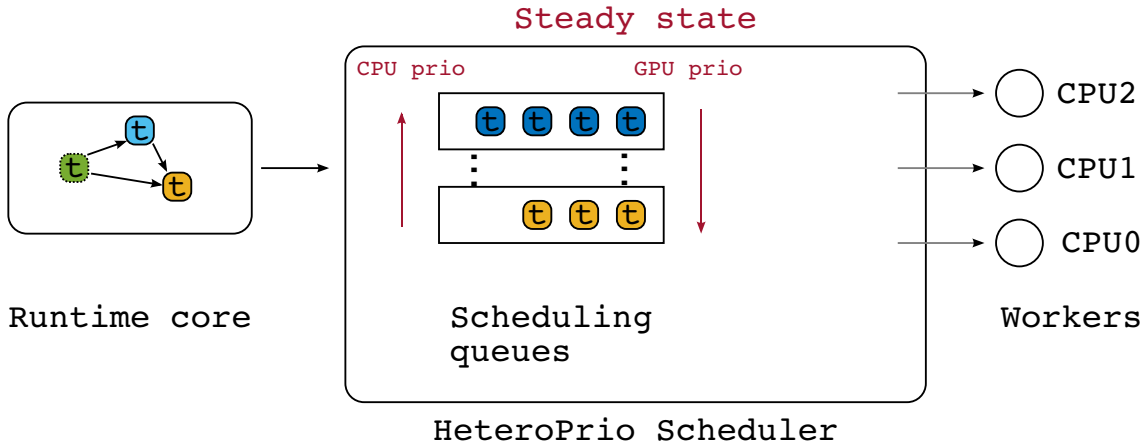 Steady state
CPU prio
GPU prio
t t t t
t
t
t
t t t
CPU2
CPU1
CPU0
Runtime core
Scheduling
queues
Workers
HeteroPrio Scheduler